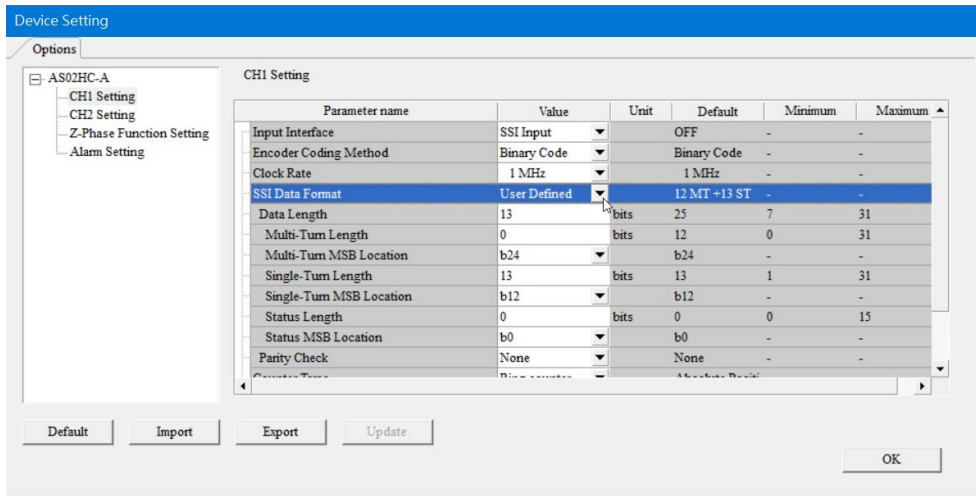 Device Setting
Options
AS02HC-A
CH1 Setting
CH2 Setting
Z-Phase Function Setting
Alarm Setting
CH1 Setting
Parameter name Value Unit Default Minimum Maximum
Input Interface SSI Input OFF - -
Encoder Coding Method Binary Code Binary Code - -
Clock Rate 1 MHz 1 MHz - -
SSI Data Format User Defined 12 MT +13 ST - -
Data Length 13 bits 25 7 31
Multi-Turn Length 0 bits 12 0 31
Multi-Turn MSB Location b24 b24 - -
Single-Turn Length 13 bits 13 1 31
Single-Turn MSB Location b12 b12 - -
Status Length 0 bits 0 0 15
Status MSB Location b0 b0 - -
Parity Check None None - -
Default Import Export Update
OK